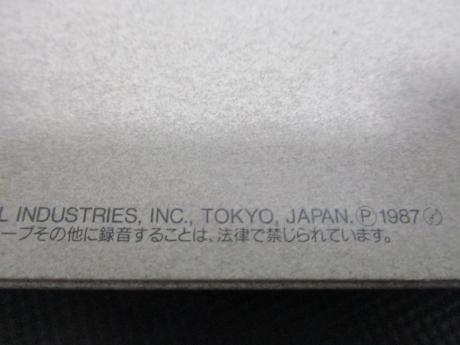 L INDUSTRIES, INC., TOKYO, JAPAN. Ⓟ1987
ープその他に録音することは、法律で禁じられています。